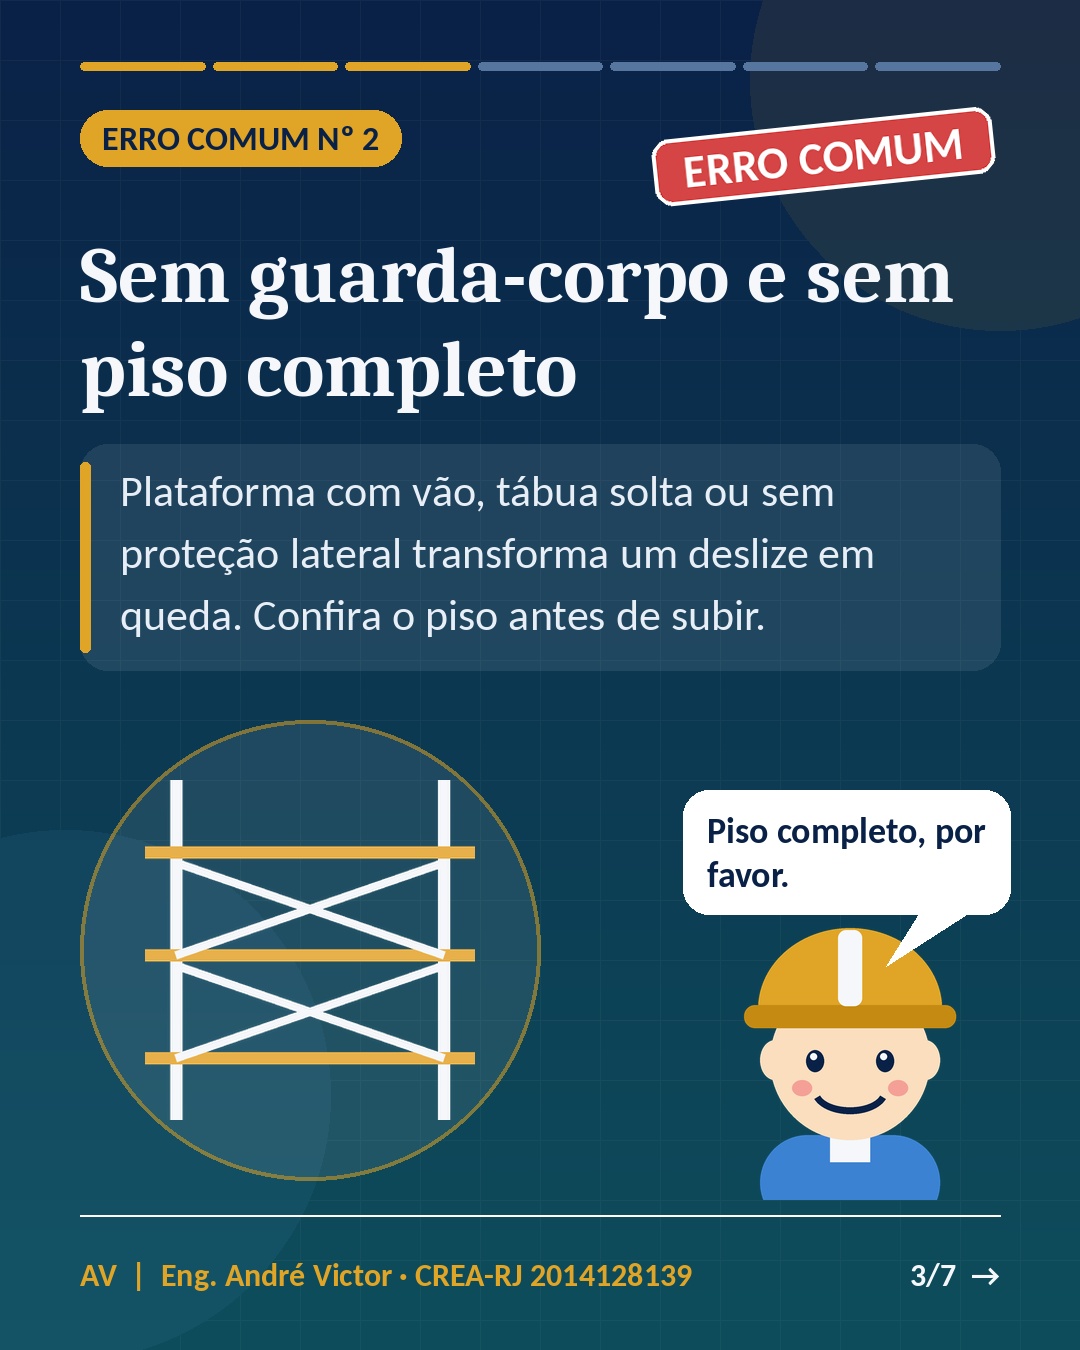 ERRO COMUM Nº 2
ERRO COMUM
Sem guarda-corpo e sem
piso completo
Plataforma com vão, tábua solta ou sem
proteção lateral transforma um deslize em
queda. Confira o piso antes de subir.
Piso completo, por
favor.
AV | Eng. André Victor · CREA-RJ 2014128139
3/7 →